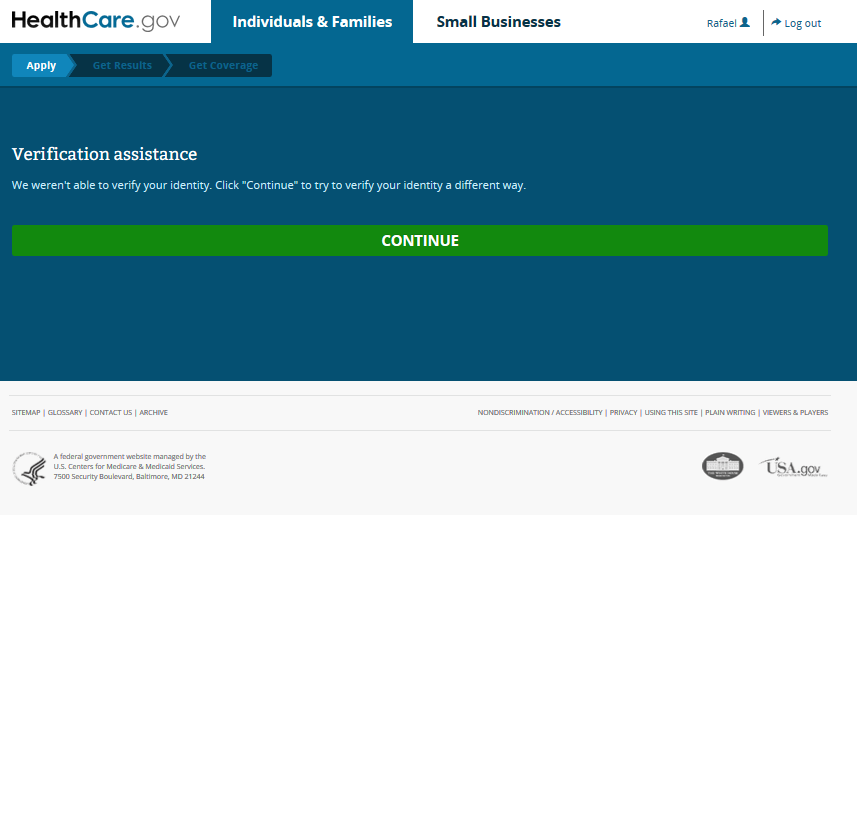 HealthCare.gov
Individuals & Families
Small Businesses
Rafael
Log out
Apply
Get Results
Get Coverage
Verification assistance
We weren't able to verify your identity. Click "Continue" to try to verify your identity a different way.
CONTINUE
SITEMAP | GLOSSARY | CONTACT US | ARCHIVE
NONDISCRIMINATION / ACCESSIBILITY | PRIVACY | USING THIS SITE | PLAIN WRITING | VIEWERS & PLAYERS
A federal government website managed by the
U.S. Centers for Medicare & Medicaid Services.
7500 Security Boulevard, Baltimore, MD 21244
USA.gov